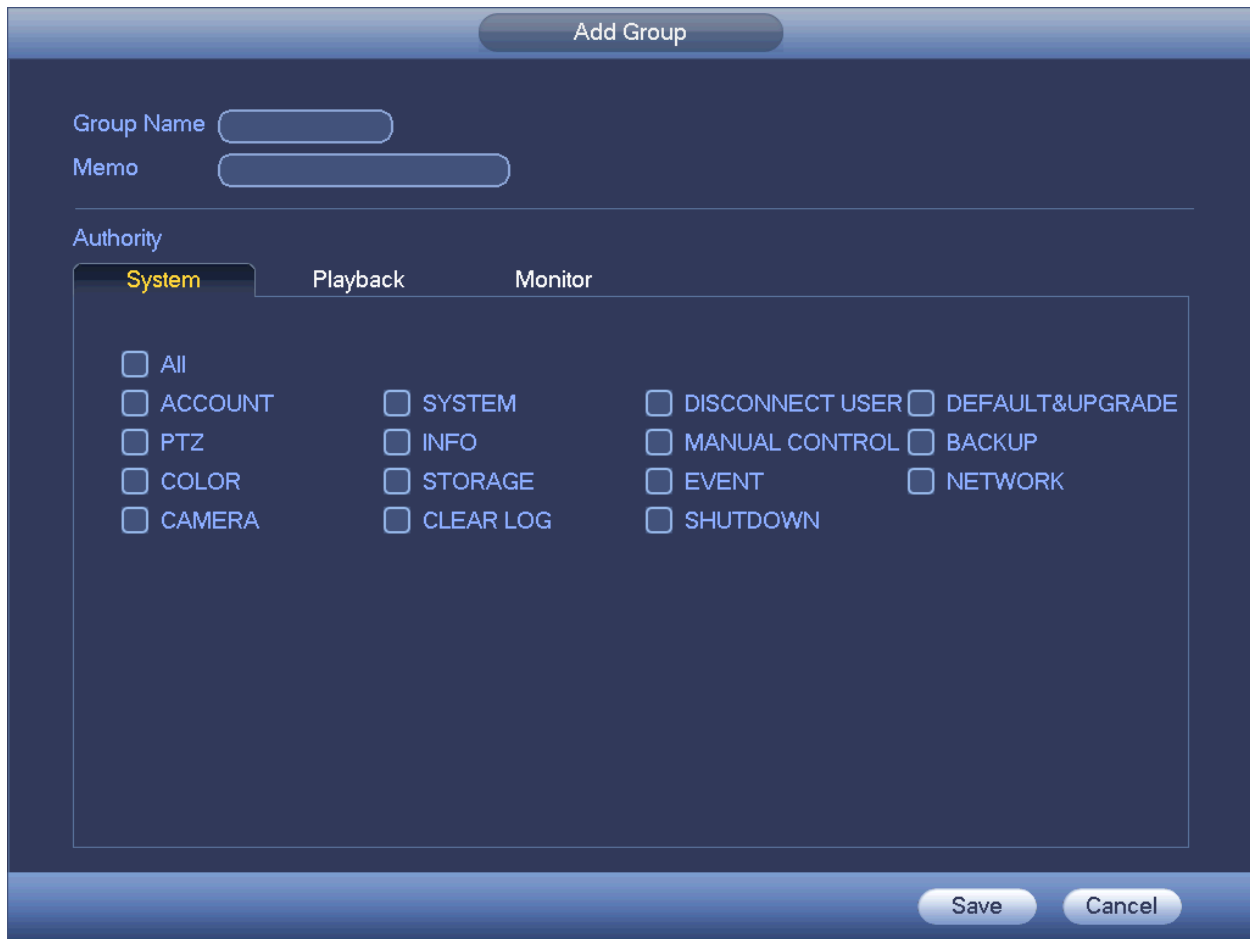 Add Group
Group Name
Memo
Authority
System Playback Monitor
All
ACCOUNT SYSTEM DISCONNECT USER DEFAULT&UPGRADE
PTZ INFO MANUAL CONTROL BACKUP
COLOR STORAGE EVENT NETWORK
CAMERA CLEAR LOG SHUTDOWN
Save Cancel